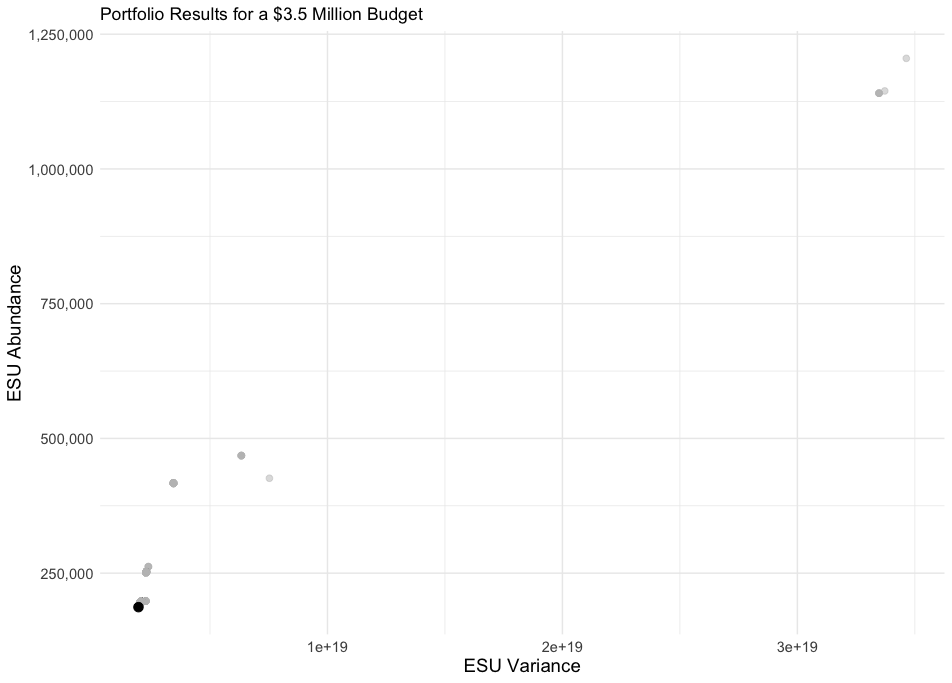 Portfolio Results for a $3.5 Million Budget
1,250,000
1,000,000
750,000
500,000
250,000
ESU Abundance
1e+19
2e+19
3e+19
ESU Variance